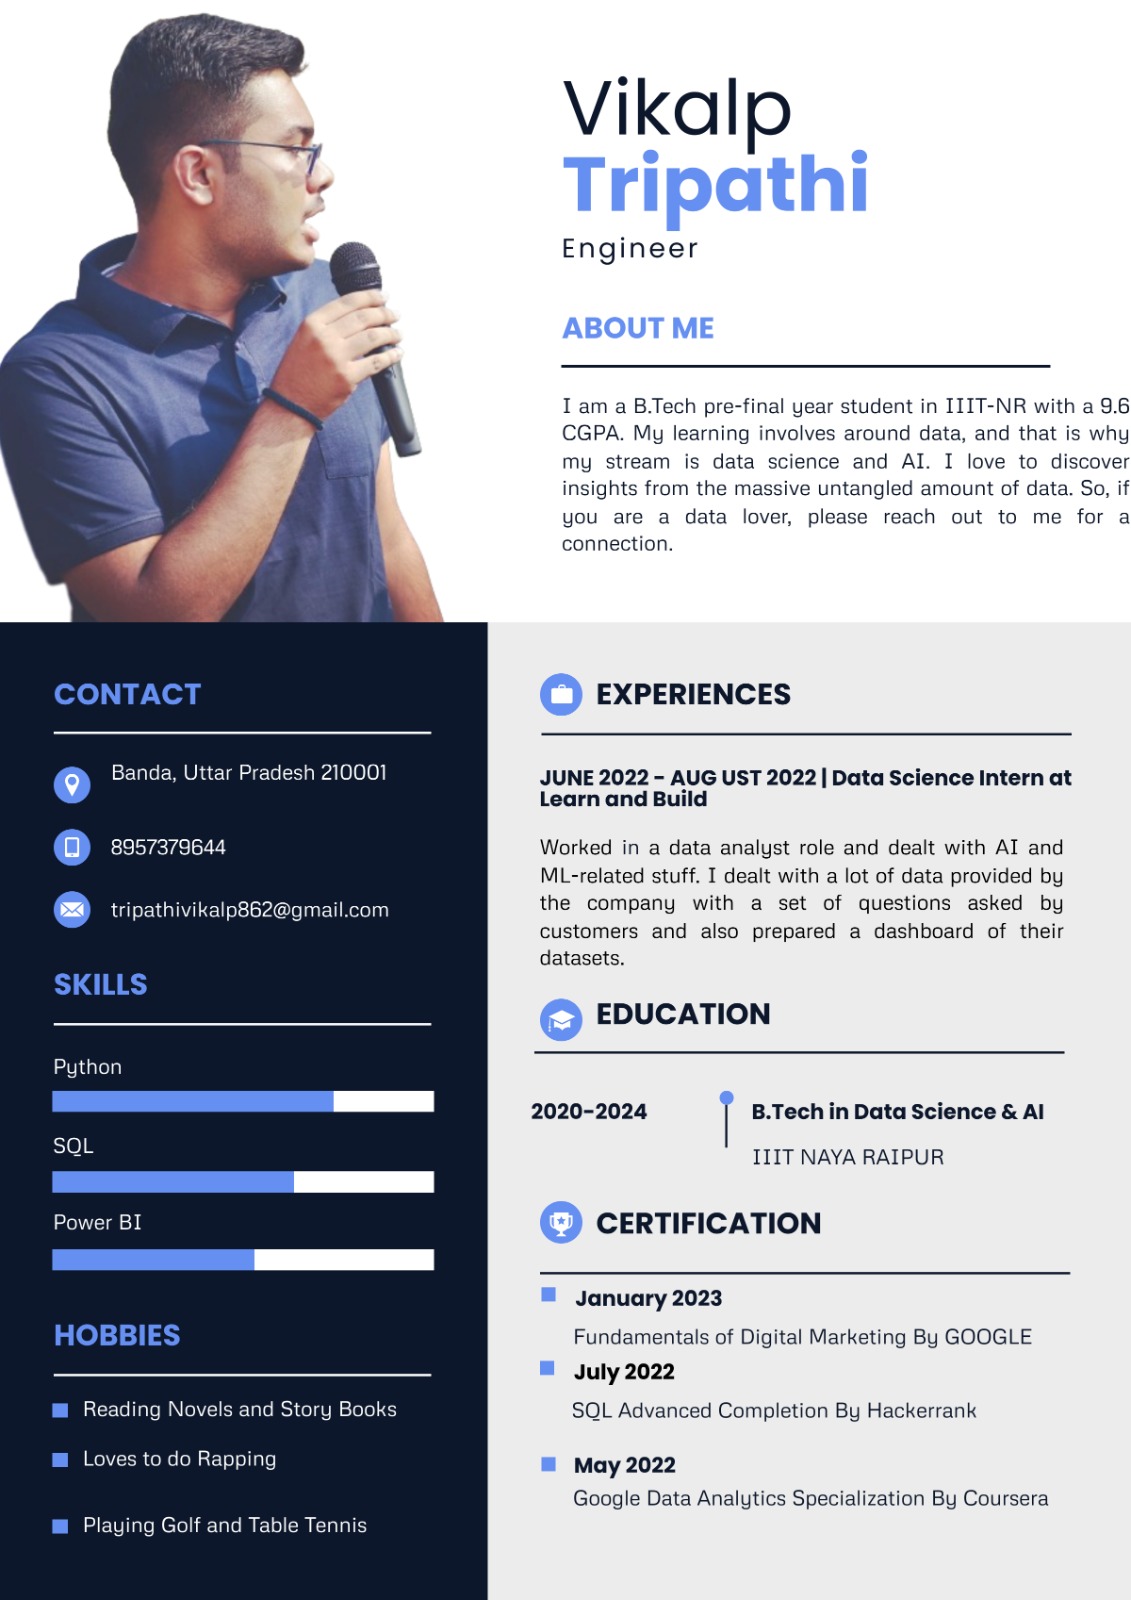 Vikalp
Tripathi
Engineer
ABOUT ME
I am a B.Tech pre-final year student in IIIT-NR with a 9.6
CGPA. My learning involves around data, and that is why
my stream is data science and AI. I love to discover
insights from the massive untangled amount of data. So, if
you are a data lover, please reach out to me for a
connection.
CONTACT
Banda, Uttar Pradesh 210001
8957379644
tripathivikalp862@gmail.com
SKILLS
Python
SQL
Power BI
HOBBIES
Reading Novels and Story Books
Loves to do Rapping
Playing Golf and Table Tennis
EXPERIENCES
JUNE 2022 - AUG UST 2022 | Data Science Intern at
Learn and Build
Worked in a data analyst role and dealt with AI and
ML-related stuff. I dealt with a lot of data provided by
the company with a set of questions asked by
customers and also prepared a dashboard of their
datasets.
EDUCATION
2020-2024
B.Tech in Data Science & AI
IIIT NAYA RAIPUR
CERTIFICATION
January 2023
Fundamentals of Digital Marketing By GOOGLE
July 2022
SQL Advanced Completion By Hackerrank
May 2022
Google Data Analytics Specialization By Coursera